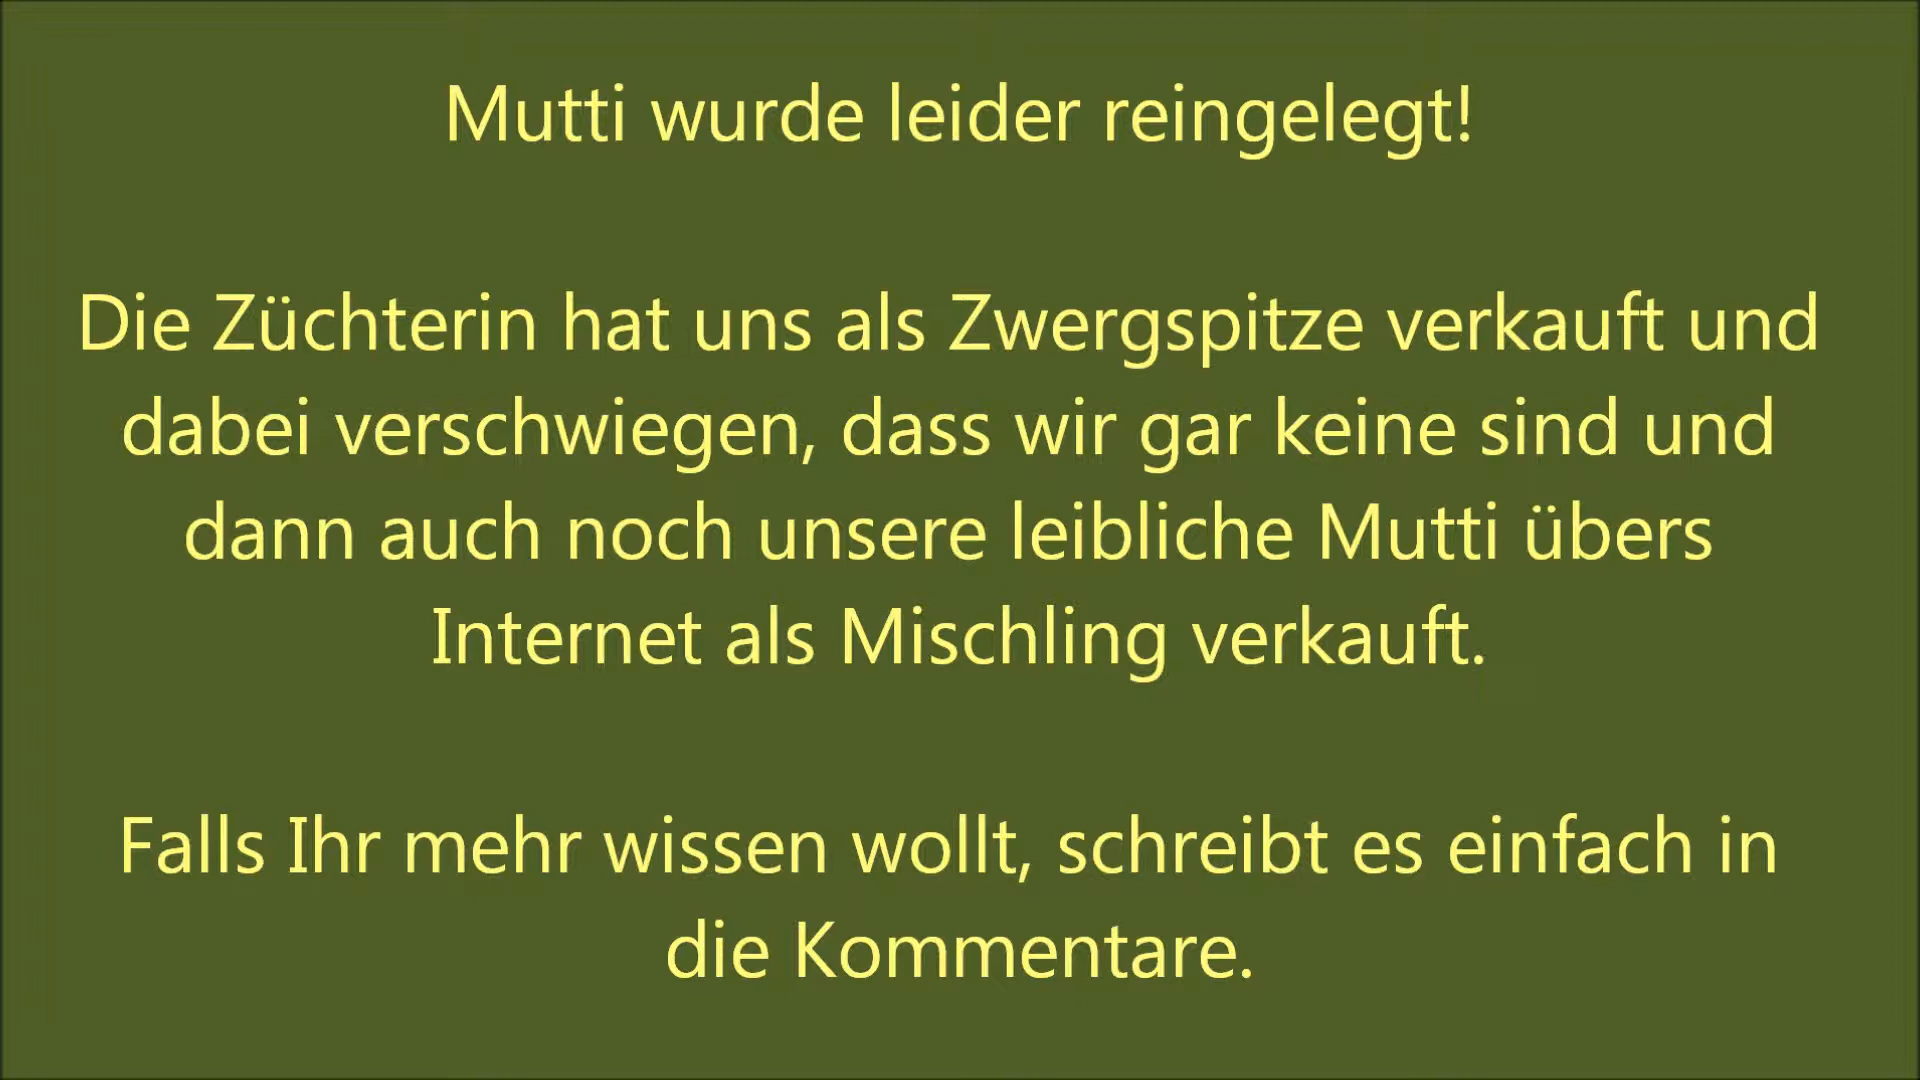 Mutti wurde leider reingelegt!
Die Züchterin hat uns als Zwergspitze verkauft und
dabei verschwiegen, dass wir gar keine sind und
dann auch noch unsere leibliche Mutti übers
Internet als Mischling verkauft.
Falls Ihr mehr wissen wollt, schreibt es einfach in
die Kommentare.